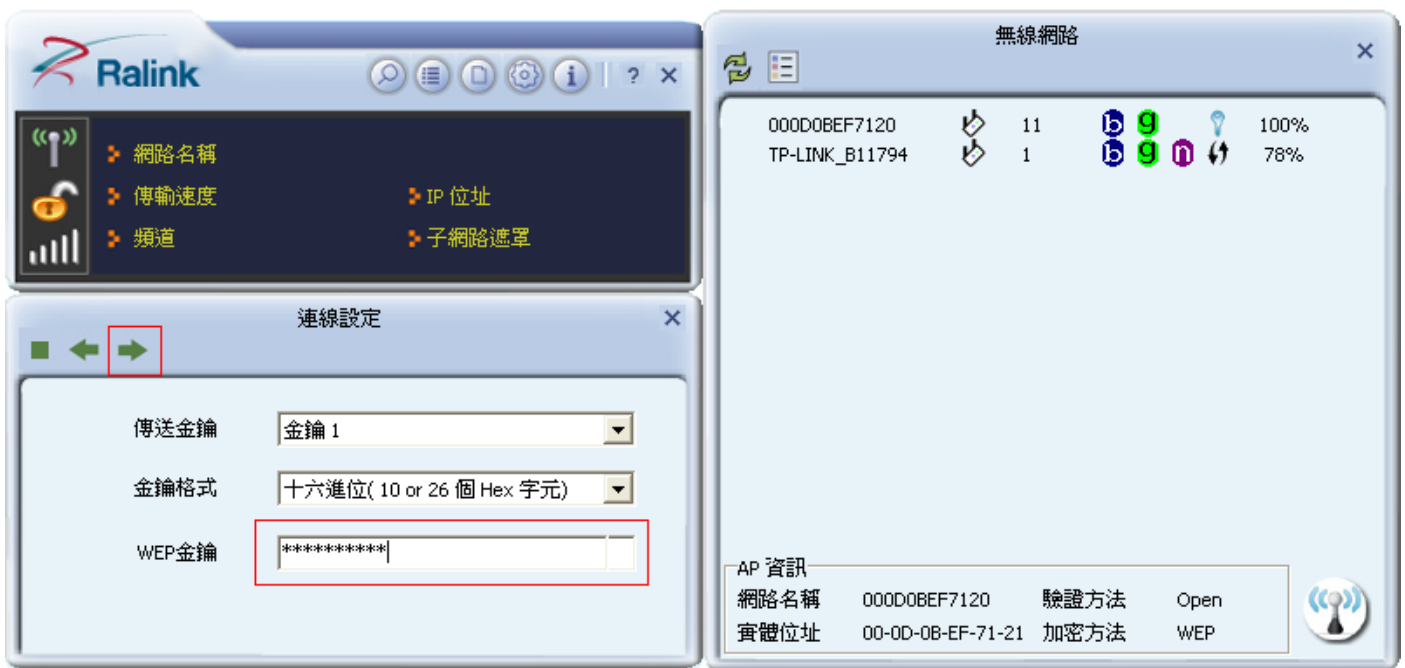 Ralink
? ×
網路名稱
傳輸速度
IP 位址
頻道
子網路遮罩
連線設定
×
傳送金鑰
金鑰 1
金鑰格式
十六進位( 10 or 26 個 Hex 字元)
WEP金鑰
**********
無線網路
×
000D0BEF7120 11 b g 100%
TP-LINK_B11794 1 b g n 78%
AP 資訊
網路名稱 000D0BEF7120 驗證方法 Open
實體位址 00-0D-0B-EF-71-21 加密方法 WEP